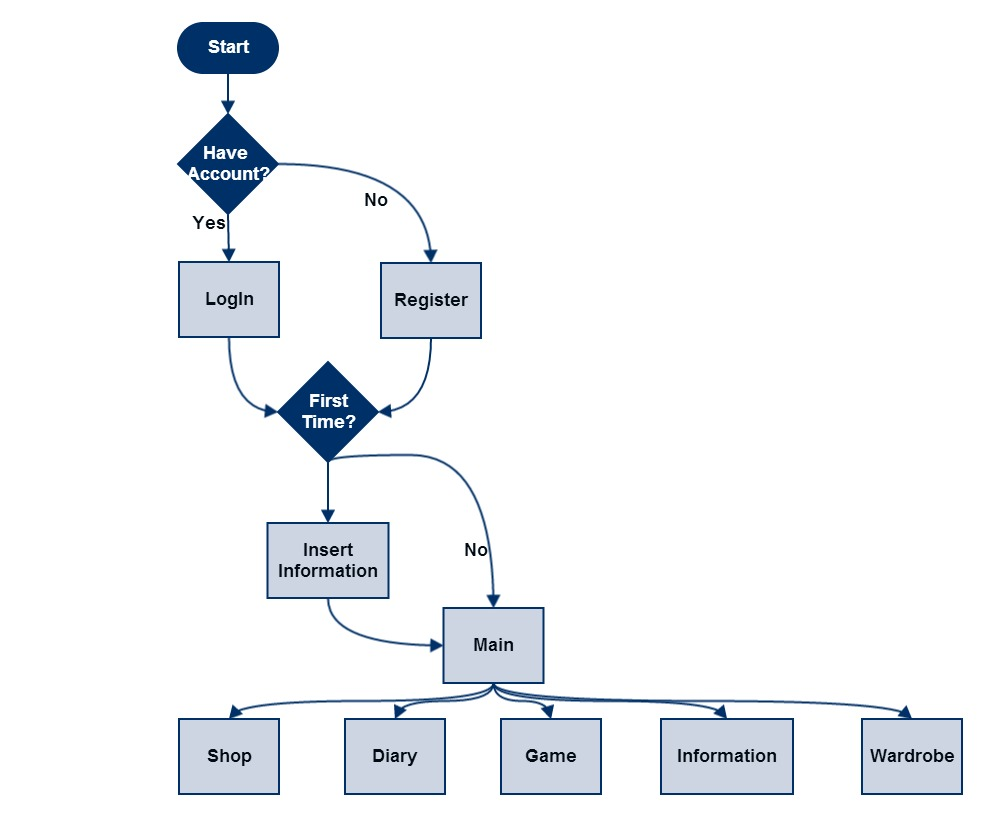 Start
Have
Account?
No
Yes
LogIn
Register
First
Time?
Insert
Information
No
Main
Shop
Diary
Game
Information
Wardrobe